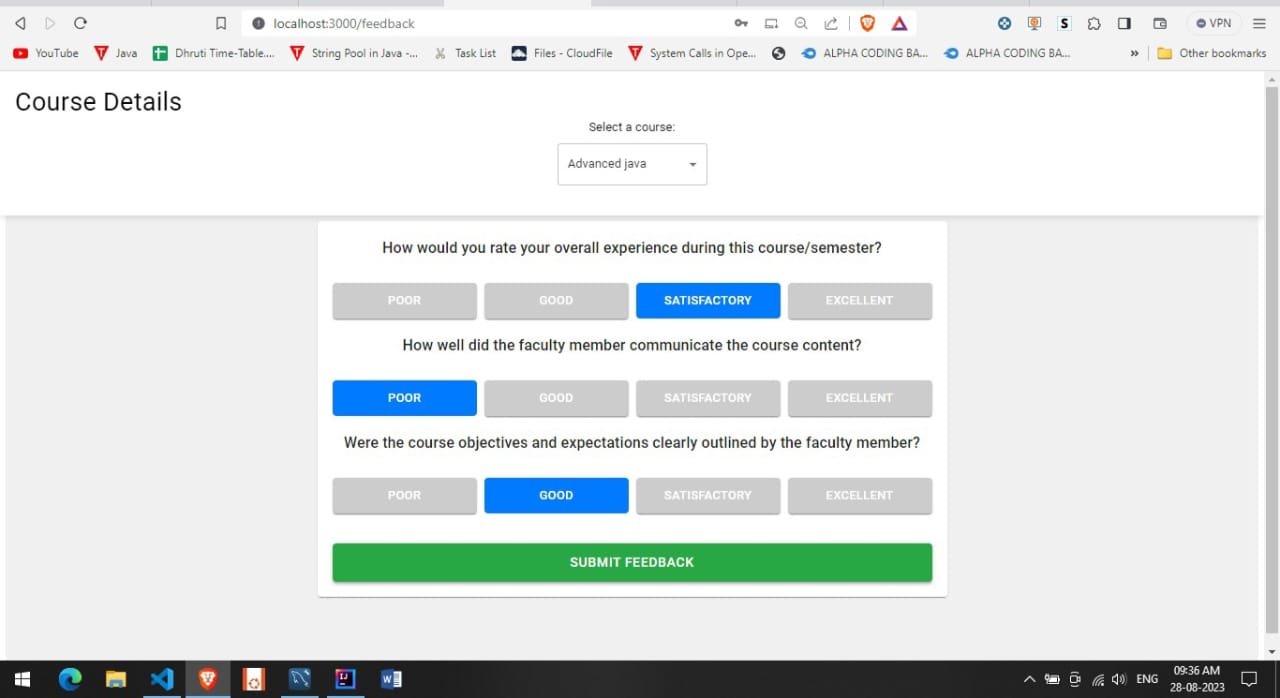 localhost:3000/feedback
VPN
YouTube Java Dhruti Time-Table.... String Pool in Java -... Task List Files - CloudFile System Calls in Ope... ALPHA CODING BA... ALPHA CODING BA... » Other bookmarks
Course Details
Select a course:
Advanced java
How would you rate your overall experience during this course/semester?
POOR GOOD SATISFACTORY EXCELLENT
How well did the faculty member communicate the course content?
POOR GOOD SATISFACTORY EXCELLENT
Were the course objectives and expectations clearly outlined by the faculty member?
POOR GOOD SATISFACTORY EXCELLENT
SUBMIT FEEDBACK
09:36 AM
ENG
28-08-2023